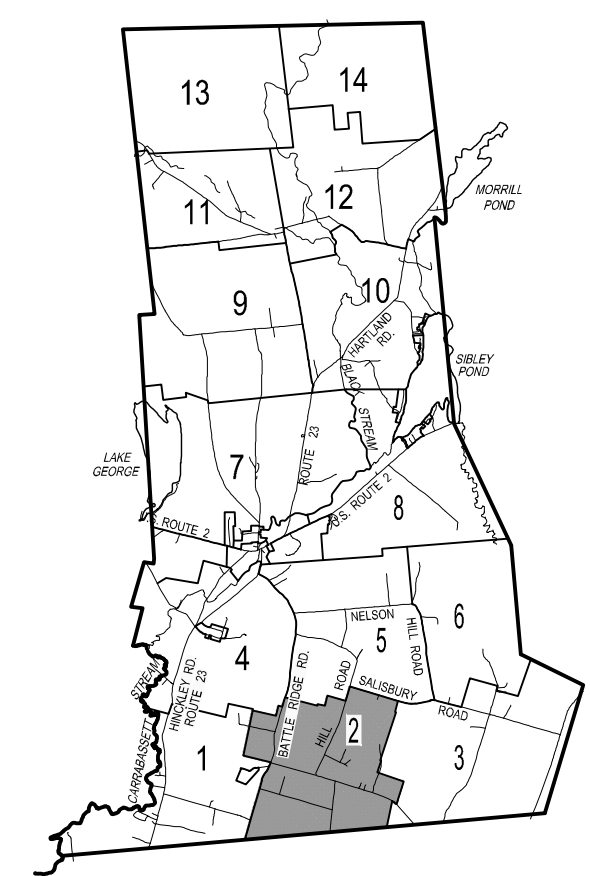 13
14
MORRILL
POND
11
12
9
10
HARTLAND
RD.
SIBLEY
POND
BLACK STREAM
LAKE
GEORGE
ROUTE 23
7
U.S. ROUTE 2
8
S. ROUTE 2
NELSON
HILL ROAD
6
5
4
BATTLE RIDGE RD.
ROAD
SALISBURY
HINCKLEY RD.
ROUTE 23
STREAM
ROAD
HILL
2
CARRABASSETT
1
3